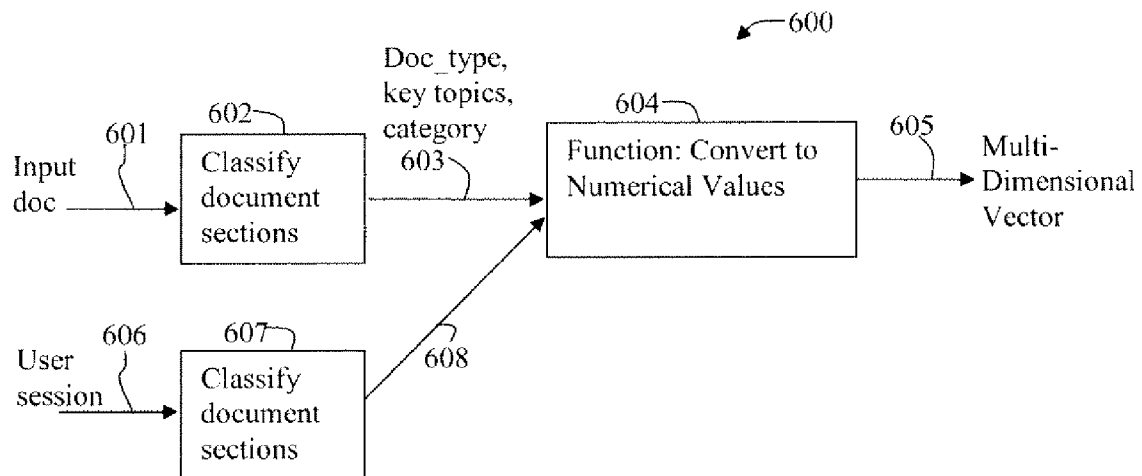 600
Doc_type,
key topics,
category
603
601
602
Input
doc
Classify
document
sections
604
Function: Convert to
Numerical Values
605
Multi-
Dimensional
Vector
606
607
608
User
session
Classify
document
sections